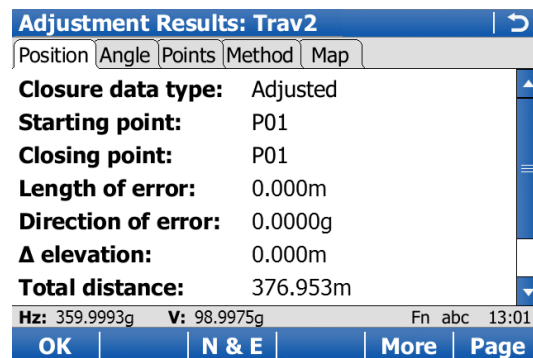 Adjustment Results: Trav2
Position Angle Points Method Map
Closure data type: Adjusted
Starting point: P01
Closing point: P01
Length of error: 0.000m
Direction of error: 0.0000g
Δ elevation: 0.000m
Total distance: 376.953m
Hz: 359.9993g V: 98.9975g Fn abc 13:01
OK N & E More Page